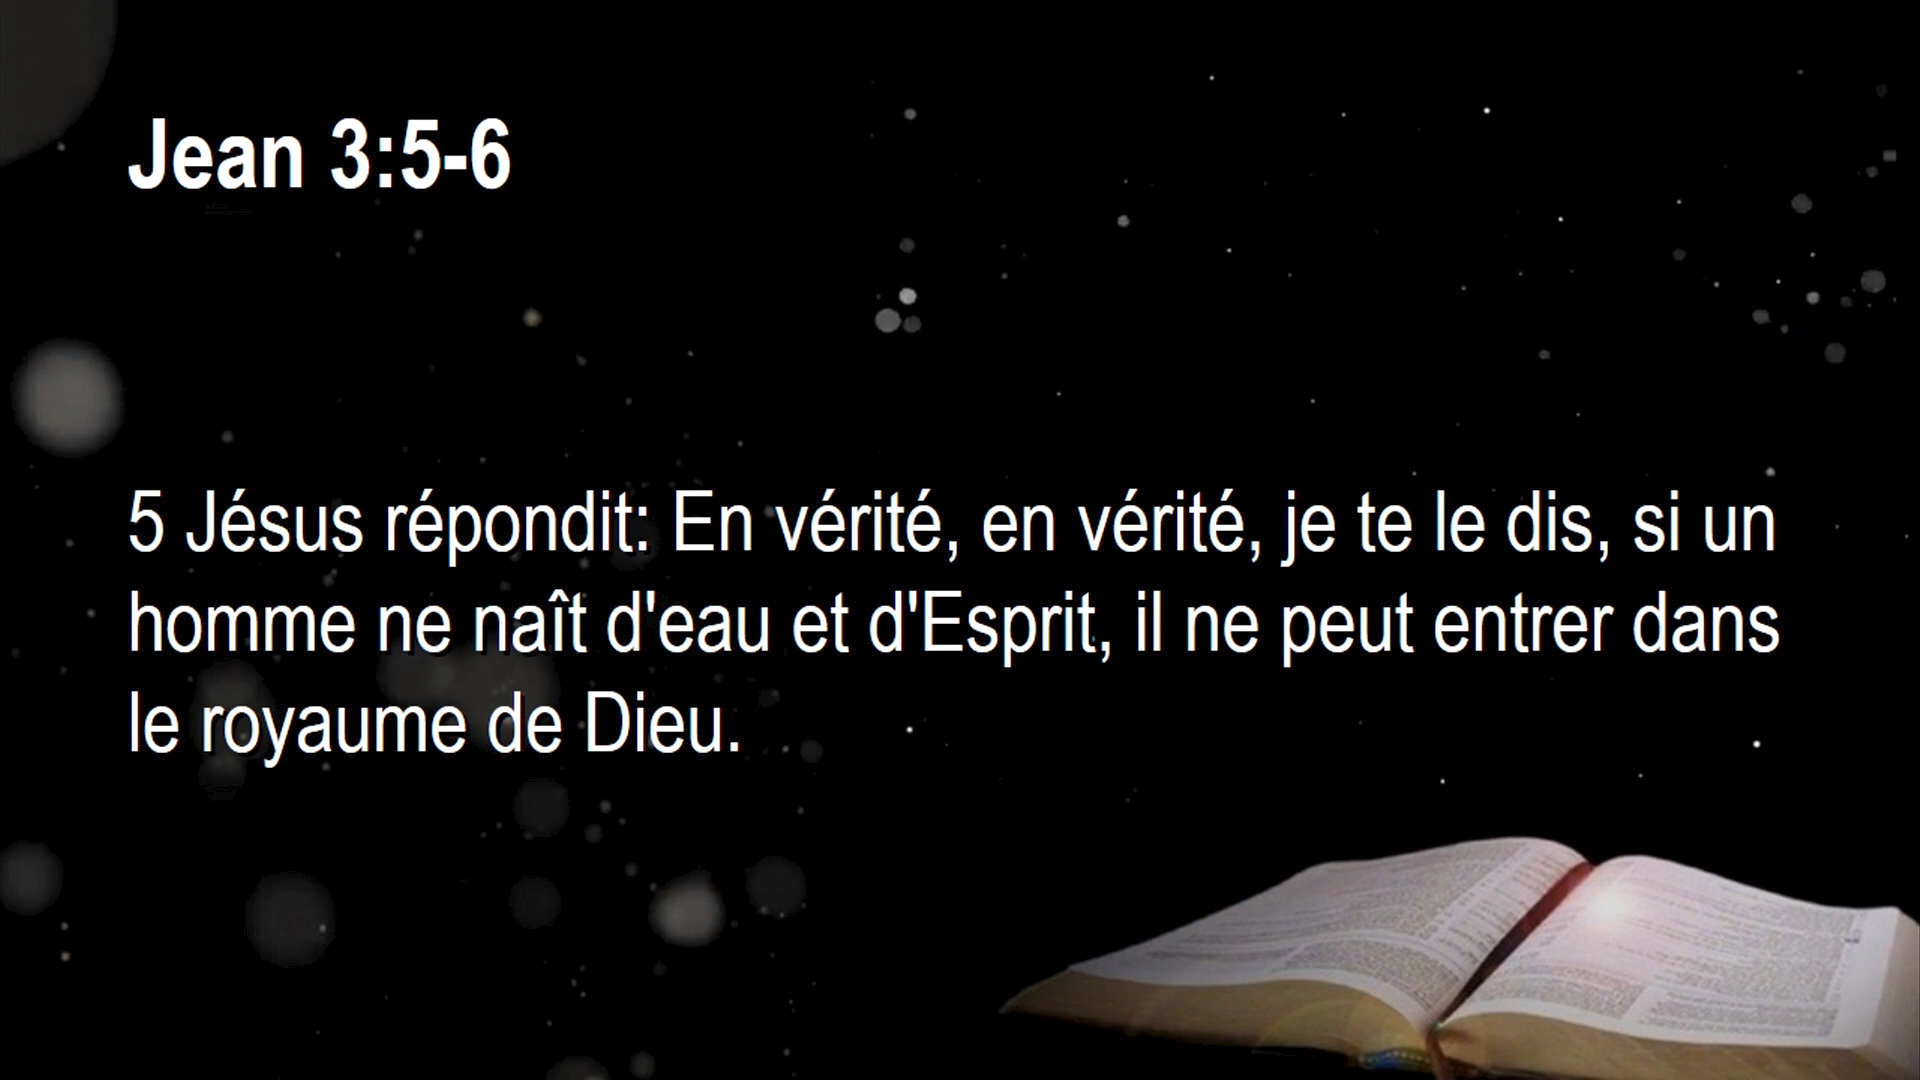 Jean 3:5-6
5 Jésus répondit: En vérité, en vérité, je te le dis, si un
homme ne naît d'eau et d'Esprit, il ne peut entrer dans
le royaume de Dieu.